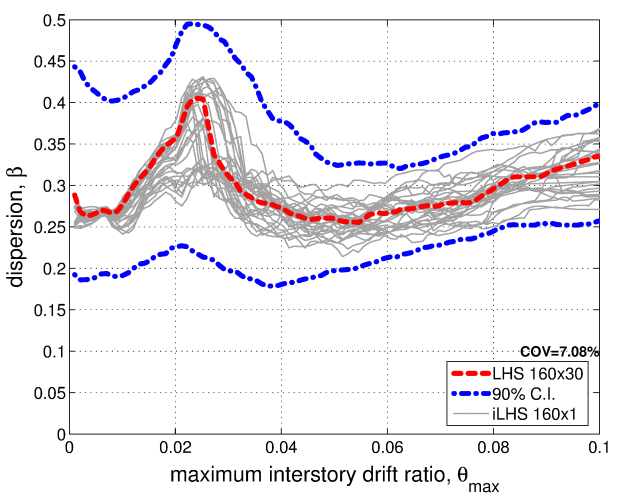 0.5
0.45
0.4
0.35
0.3
0.25
0.2
0.15
0.1
0.05
0
dispersion, β
COV=7.08%
LHS 160x30
90% C.I.
iLHS 160x1
0 0.02 0.04 0.06 0.08 0.1
maximum interstory drift ratio, θmax